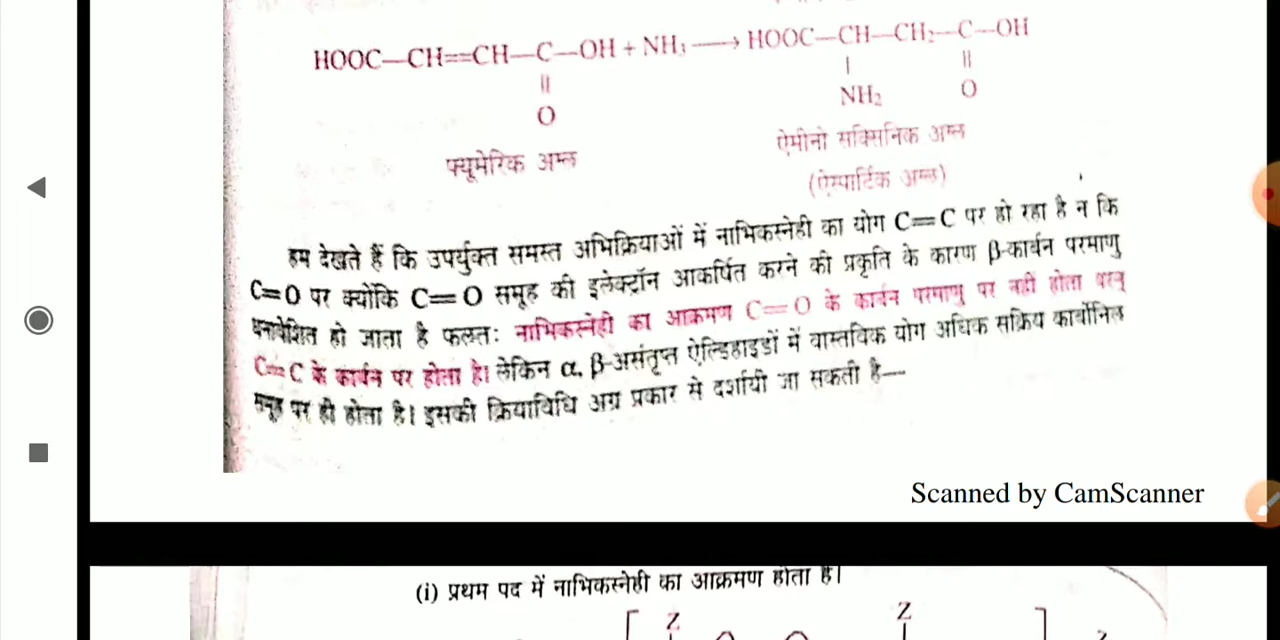 HOOC—CH==CH—C—OH + NH₃ ⟶ HOOC—CH—CH₂—C—OH
|| | ||
O NH₂ O
फ्यूमेरिक अम्ल ऐमीनो सक्सिनिक अम्ल
(ऐस्पार्टिक अम्ल)
हम देखते हैं कि उपर्युक्त समस्त अभिक्रियाओं में नाभिकस्नेही का योग C==C पर हो रहा है न कि
C=O पर क्योंकि C==O समूह की इलेक्ट्रॉन आकर्षित करने की प्रकृति के कारण β-कार्बन परमाणु
धनावेशित हो जाता है फलतः नाभिकस्नेही का आक्रमण C==O के कार्बन परमाणु पर नहीं होता वरन्
C==C के कार्बन पर होता है। लेकिन α, β-असंतृप्त ऐल्डिहाइडों में वास्तविक योग अधिक सक्रिय कार्बोनिल
समूह पर ही होता है। इसकी क्रियाविधि अग्र प्रकार से दर्शायी जा सकती है—
Scanned by CamScanner
(i) प्रथम पद में नाभिकस्नेही का आक्रमण होता है।
Z Z